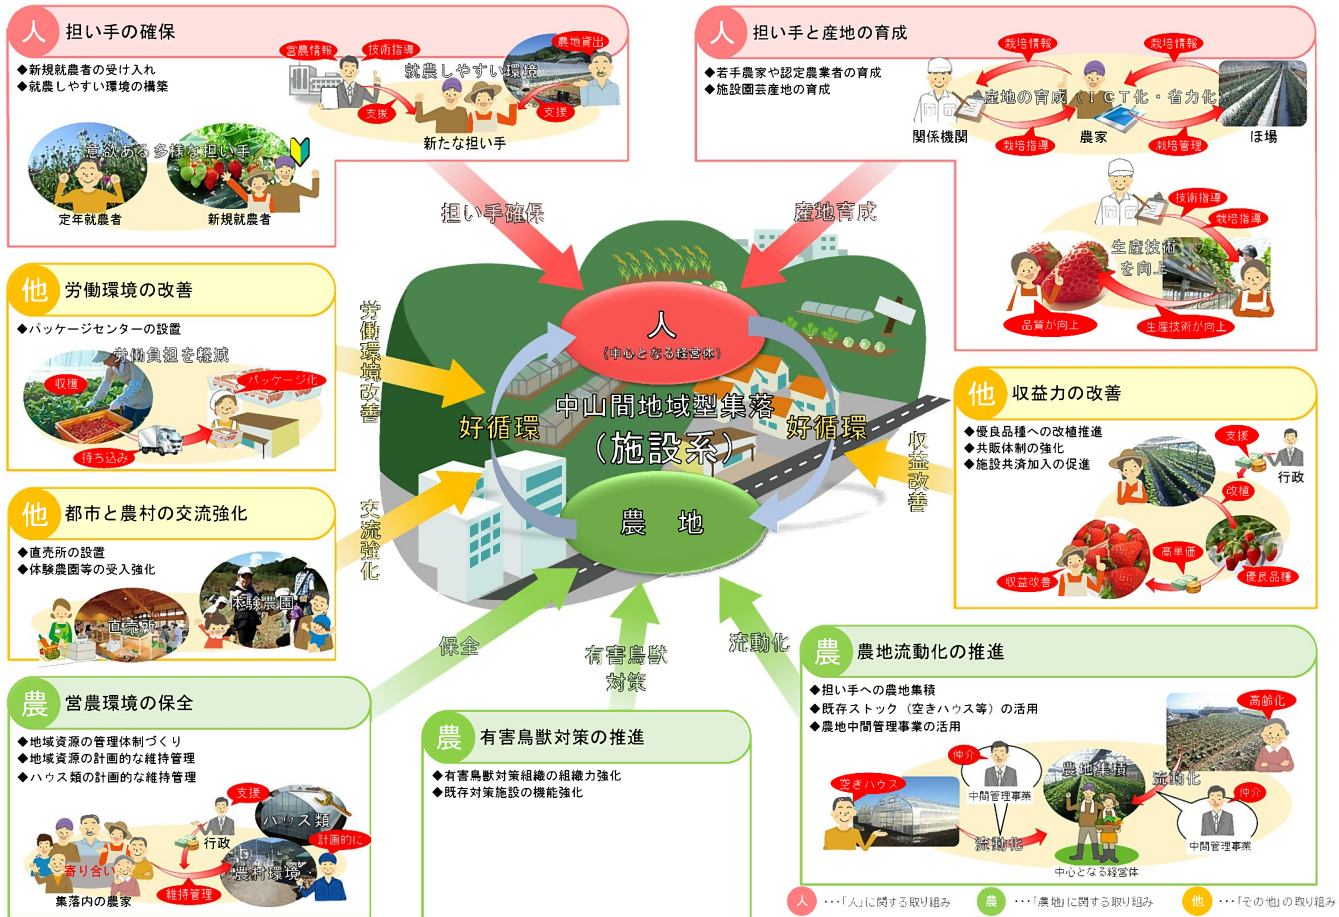 人 担い手の確保
◆新規就農者の受け入れ
◆就農しやすい環境の構築
営農情報
技術指導
農地貸出
就農しやすい環境
支援
支援
新たな担い手
意欲ある多様な担い手
定年就農者
新規就農者
人 担い手と産地の育成
◆若手農家や認定農業者の育成
◆施設園芸産地の育成
栽培情報
栽培情報
産地の育成(ICT化・省力化)
関係機関
農家
ほ場
栽培指導
栽培管理
技術指導
栽培指導
生産技術
を向上
品質が向上
生産技術が向上
担い手確保
産地育成
他 労働環境の改善
◆パッケージセンターの設置
労働負担を軽減
収穫
パッケージ化
持ち込み
労働環境改善
人
(中心となる経営体)
中山間地域型集落
(施設系)
好循環
好循環
農 地
他 収益力の改善
◆優良品種への改植推進
◆共販体制の強化
◆施設共済加入の促進
支援
行政
改植
高単価
収益改善
優良品種
収益改善
他 都市と農村の交流強化
◆直売所の設置
◆体験農園等の受入強化
直売所
体験農園
交流強化
保全
有害鳥獣
対策
流動化
農 営農環境の保全
◆地域資源の管理体制づくり
◆地域資源の計画的な維持管理
◆ハウス類の計画的な維持管理
支援
行政
ハウス類
計画的に
寄り合い
農村環境
維持管理
集落内の農家
農 有害鳥獣対策の推進
◆有害鳥獣対策組織の組織力強化
◆既存対策施設の機能強化
農 農地流動化の推進
◆担い手への農地集積
◆既存ストック(空きハウス等)の活用
◆農地中間管理事業の活用
高齢化
仲介
空きハウス
中間管理事業
農地集積
流動化
仲介
流動化
中間管理事業
中心となる経営体
人 ・・・「人」に関する取り組み
農 ・・・「農地」に関する取り組み
他 ・・・「その他」の取り組み